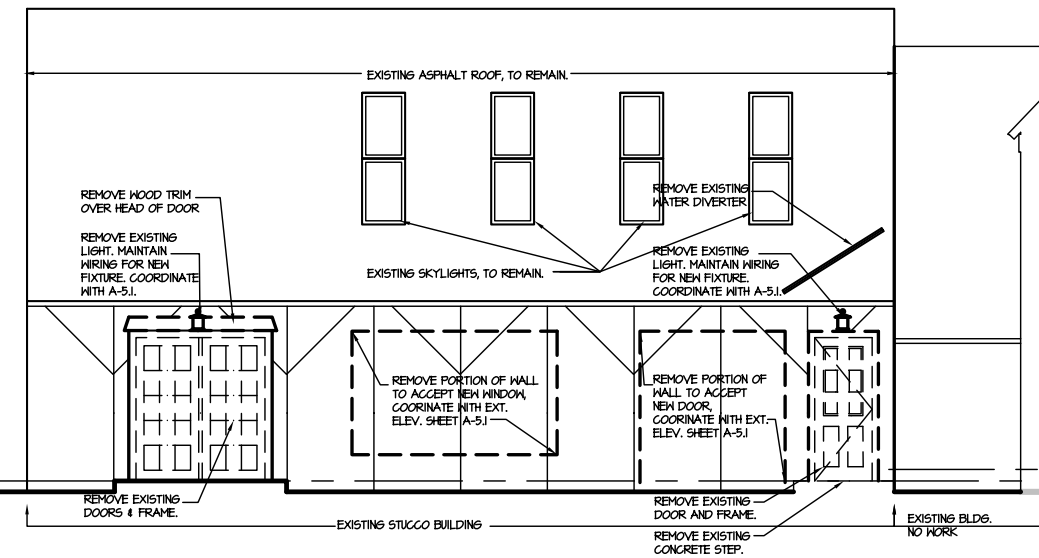 EXISTING ASPHALT ROOF, TO REMAIN.
REMOVE WOOD TRIM
OVER HEAD OF DOOR
REMOVE EXISTING
LIGHT. MAINTAIN
WIRING FOR NEW
FIXTURE. COORDINATE
WITH A-5.1.
EXISTING SKYLIGHTS, TO REMAIN.
REMOVE EXISTING
WATER DIVERTER
REMOVE EXISTING
LIGHT. MAINTAIN WIRING
FOR NEW FIXTURE.
COORDINATE WITH A-5.1.
REMOVE PORTION OF WALL
TO ACCEPT NEW WINDOW,
COORINATE WITH EXT.
ELEV. SHEET A-5.1
REMOVE PORTION OF
WALL TO ACCEPT
NEW DOOR,
COORINATE WITH EXT.
ELEV. SHEET A-5.1
REMOVE EXISTING
DOORS & FRAME.
EXISTING STUCCO BUILDING
REMOVE EXISTING
DOOR AND FRAME.
REMOVE EXISTING
CONCRETE STEP.
EXISTING BLDG.
NO WORK